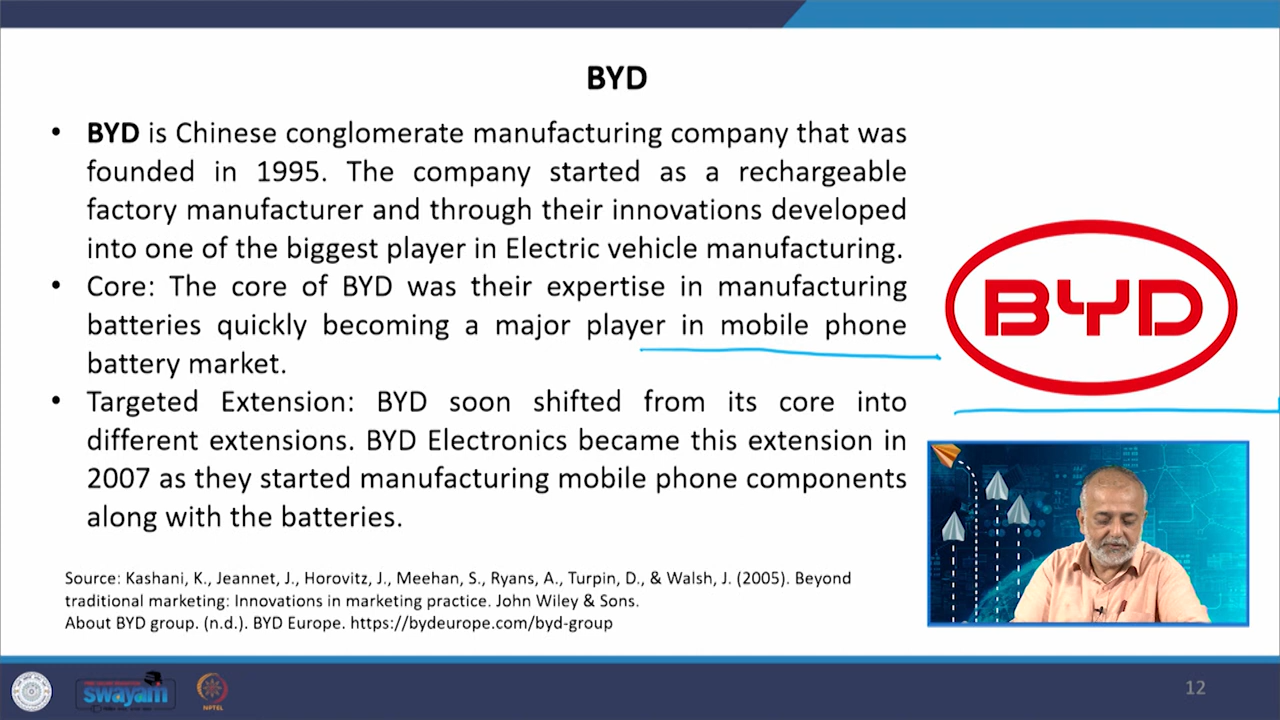 BYD
• BYD is Chinese conglomerate manufacturing company that was
founded in 1995. The company started as a rechargeable
factory manufacturer and through their innovations developed
into one of the biggest player in Electric vehicle manufacturing.
• Core: The core of BYD was their expertise in manufacturing
batteries quickly becoming a major player in mobile phone
battery market.
• Targeted Extension: BYD soon shifted from its core into
different extensions. BYD Electronics became this extension in
2007 as they started manufacturing mobile phone components
along with the batteries.
BYD
Source: Kashani, K., Jeannet, J., Horovitz, J., Meehan, S., Ryans, A., Turpin, D., & Walsh, J. (2005). Beyond
traditional marketing: Innovations in marketing practice. John Wiley & Sons.
About BYD group. (n.d.). BYD Europe. https://bydeurope.com/byd-group
swayam
NPTEL
12